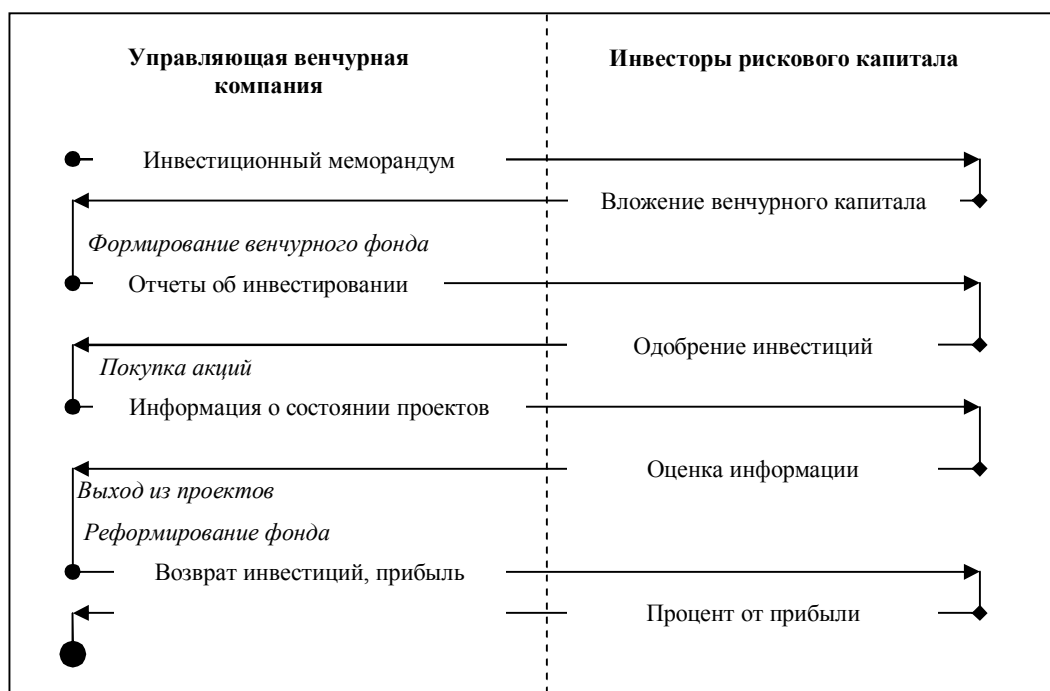 Управляющая венчурная
компания
Инвесторы рискового капитала
Инвестиционный меморандум
Вложение венчурного капитала
Формирование венчурного фонда
Отчеты об инвестировании
Одобрение инвестиций
Покупка акций
Информация о состоянии проектов
Оценка информации
Выход из проектов
Реформирование фонда
Возврат инвестиций, прибыль
Процент от прибыли